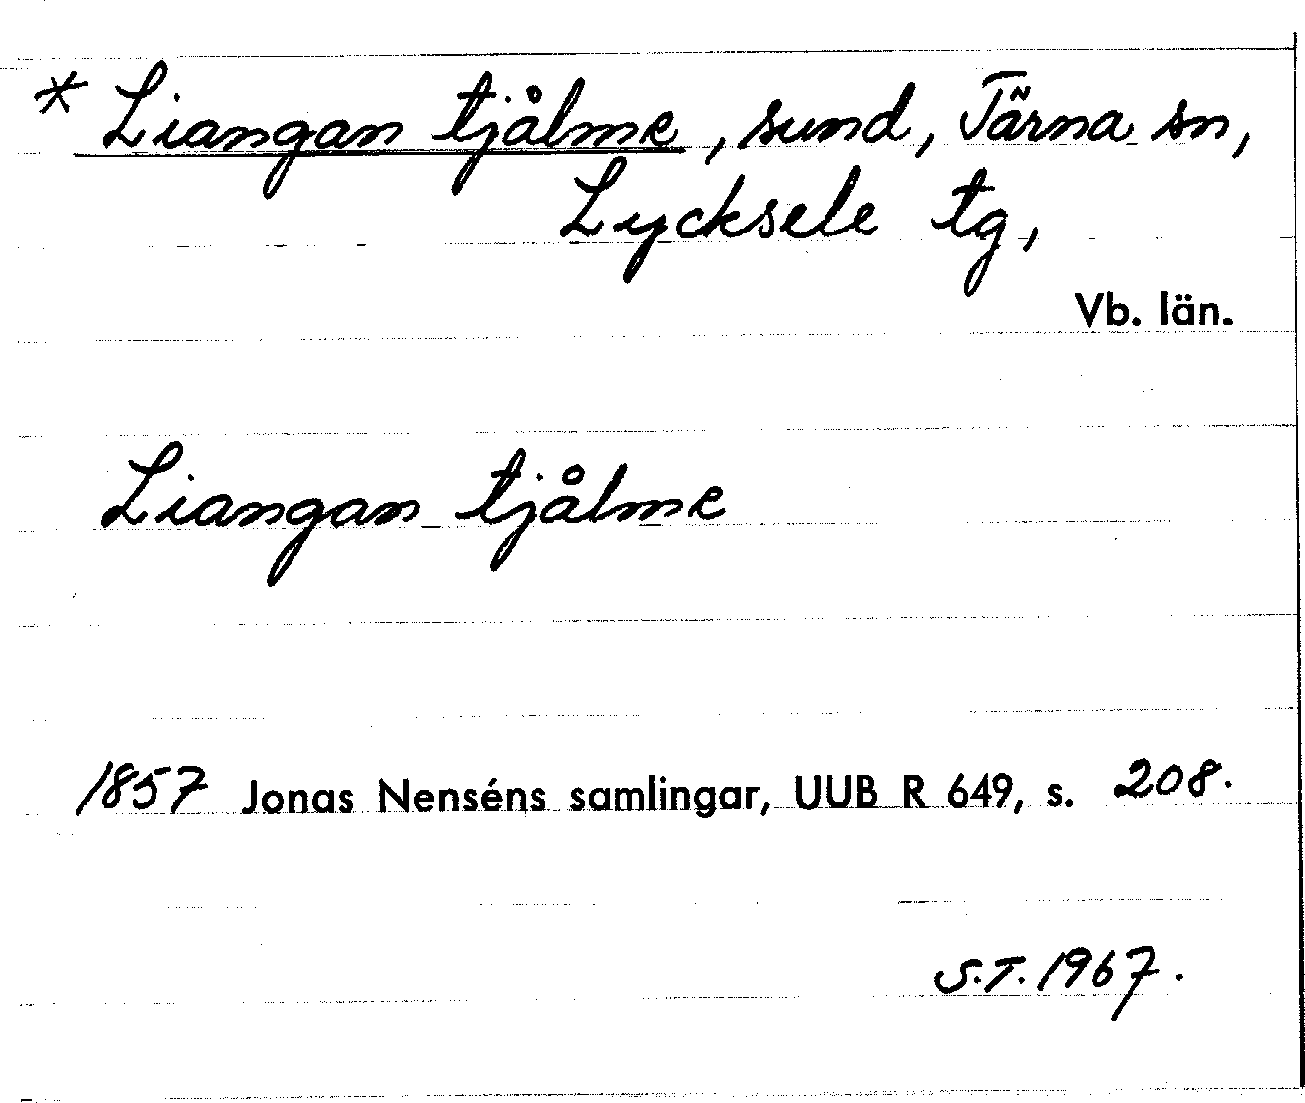 * Liangan tjålme, sund, Tärna sn,
Lycksele tg,
Vb. län.
Liangan tjålme
1857 Jonas Nenséns samlingar, UUB R 649, s. 208.
S.T. 1967.